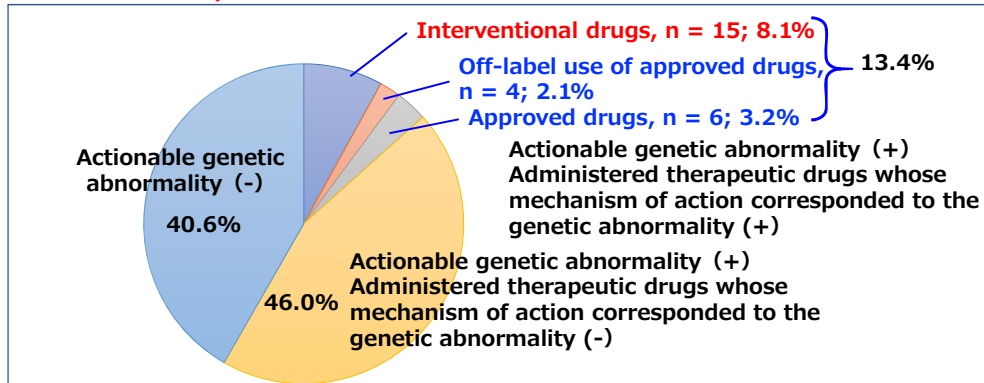 Interventional drugs, n = 15; 8.1%
Off-label use of approved drugs,
n = 4; 2.1%
13.4%
Approved drugs, n = 6; 3.2%
Actionable genetic
abnormality (-)
40.6%
Actionable genetic abnormality (+)
Administered therapeutic drugs whose
mechanism of action corresponded to the
genetic abnormality (+)
46.0%
Actionable genetic abnormality (+)
Administered therapeutic drugs whose
mechanism of action corresponded to the
genetic abnormality (-)